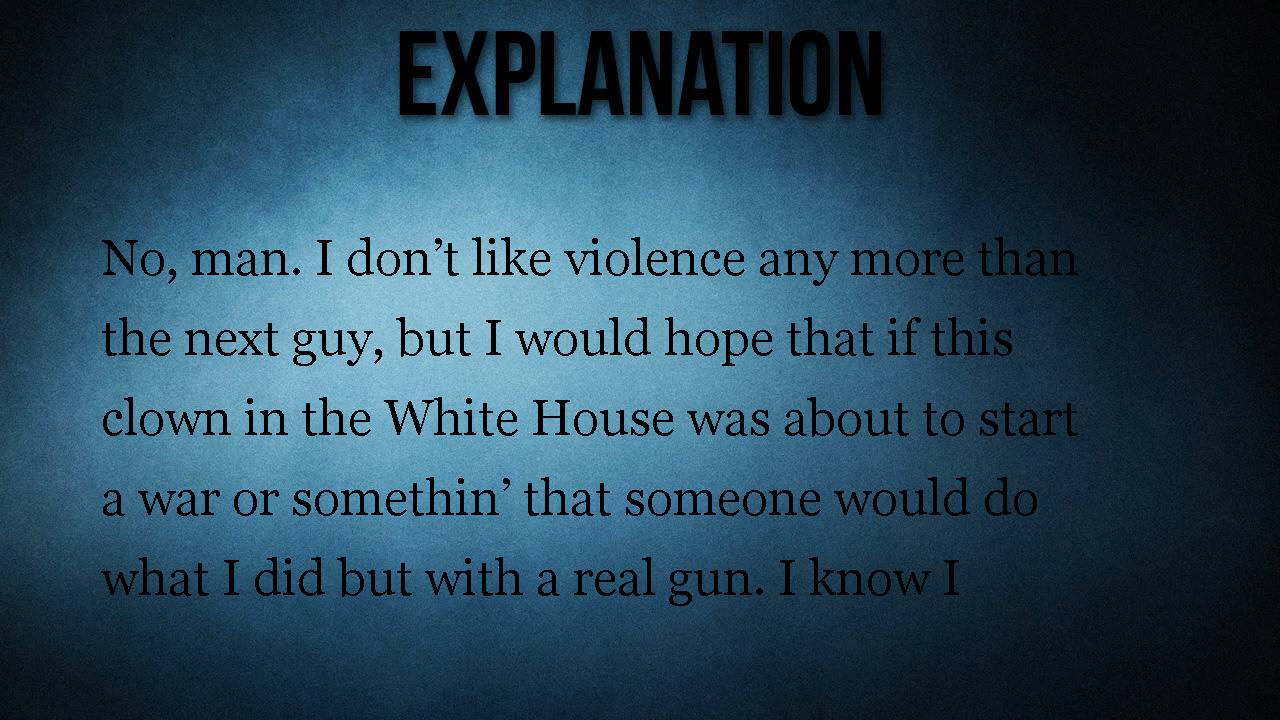 EXPLANATION
No, man. I don’t like violence any more than
the next guy, but I would hope that if this
clown in the White House was about to start
a war or somethin’ that someone would do
what I did but with a real gun. I know I